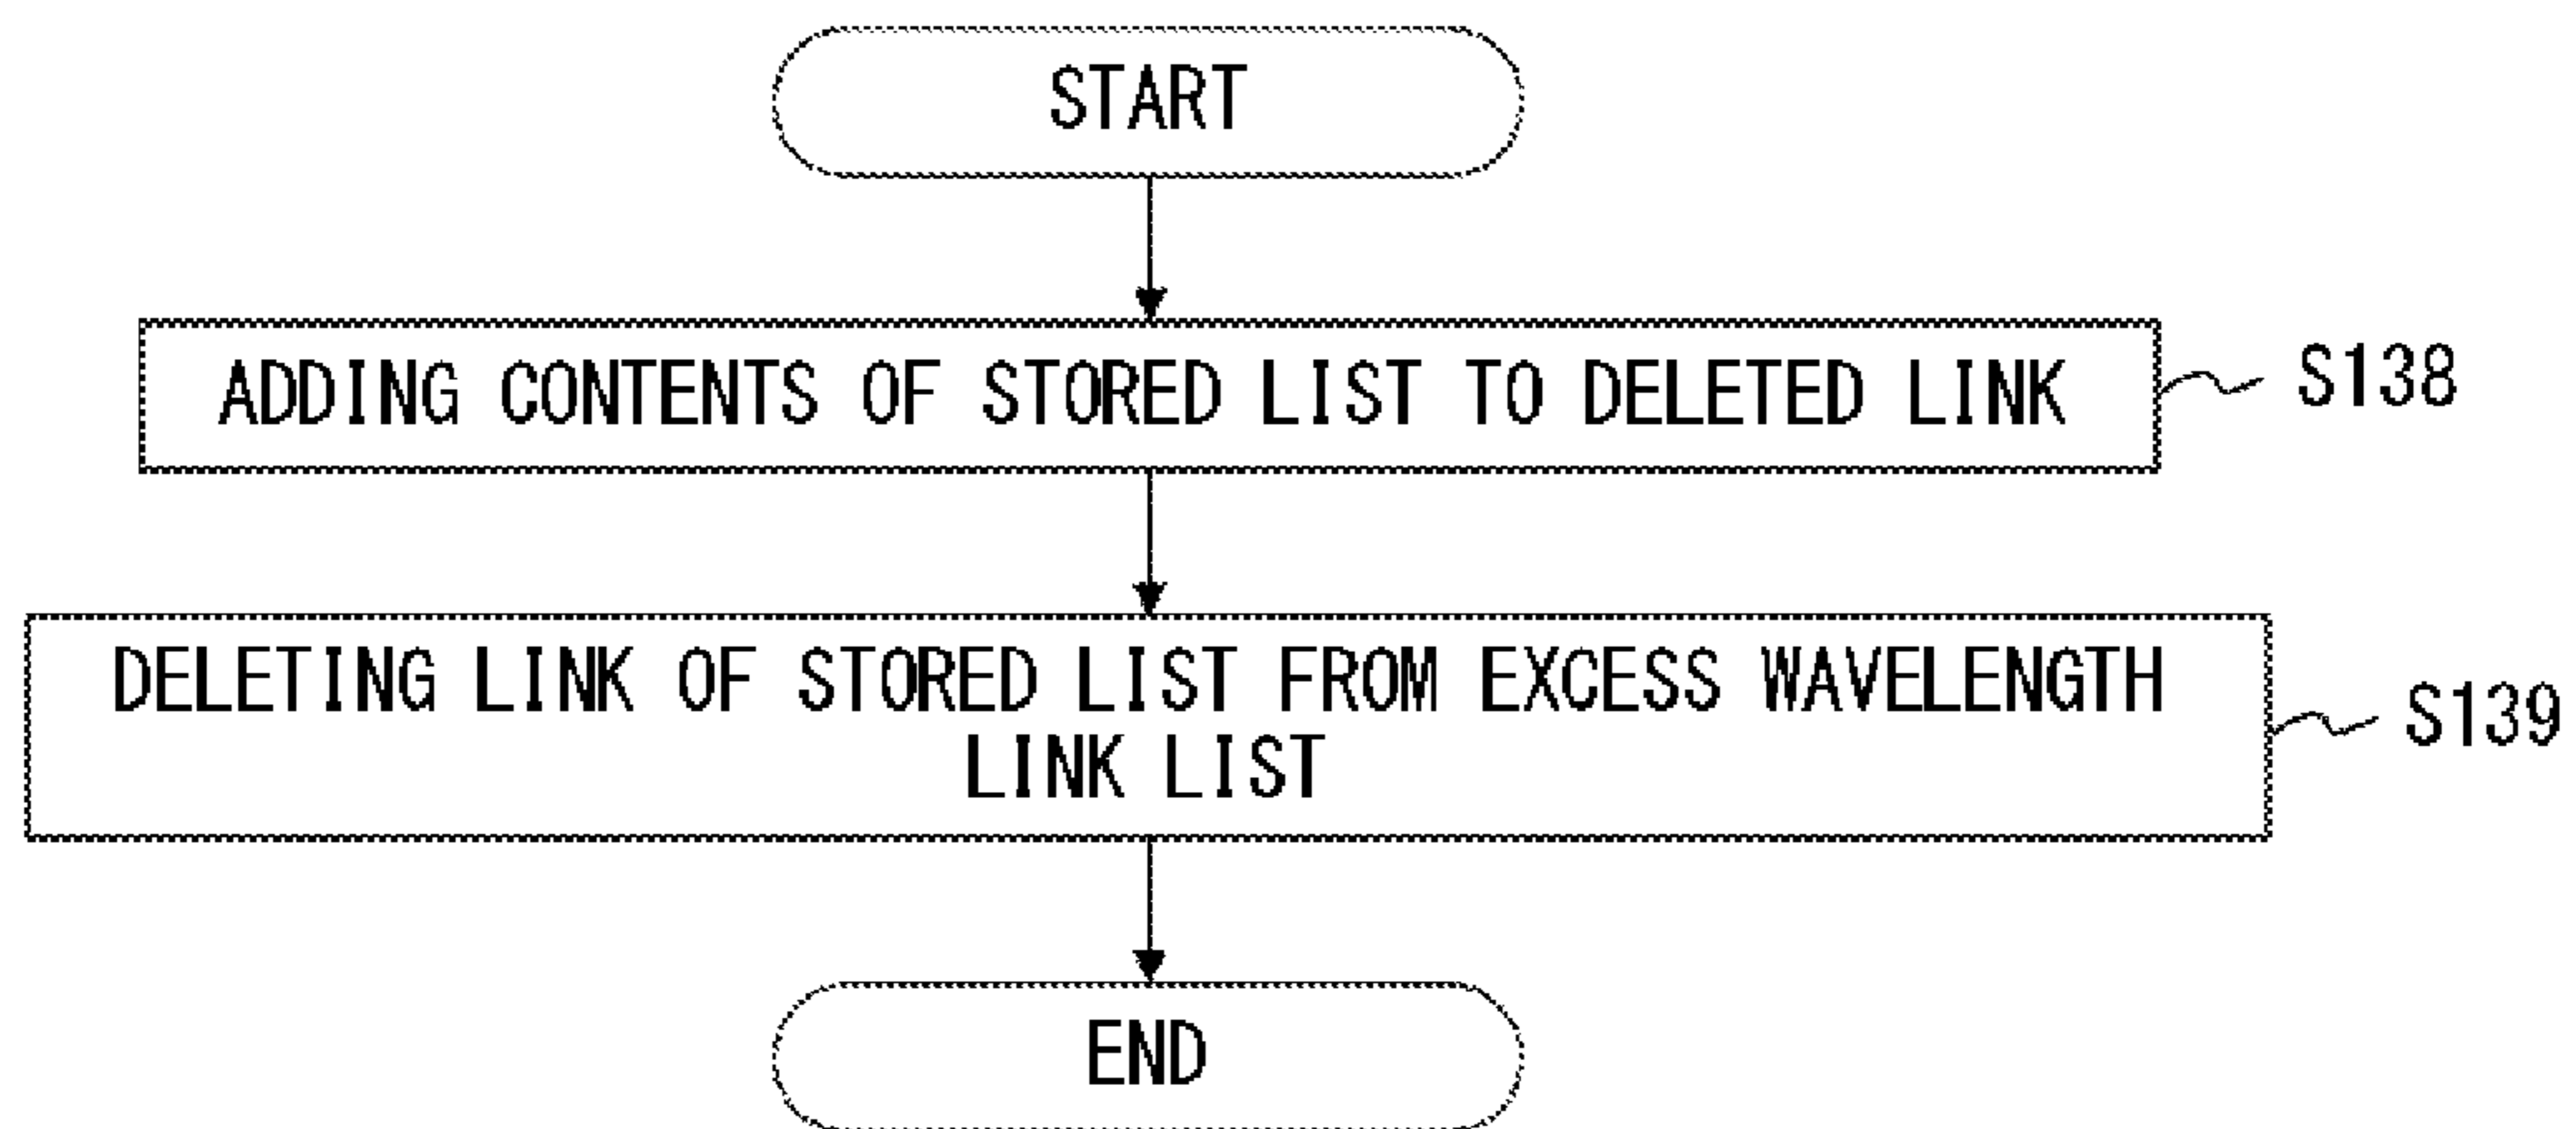 START
ADDING CONTENTS OF STORED LIST TO DELETED LINK
S138
DELETING LINK OF STORED LIST FROM EXCESS WAVELENGTH
LINK LIST
S139
END